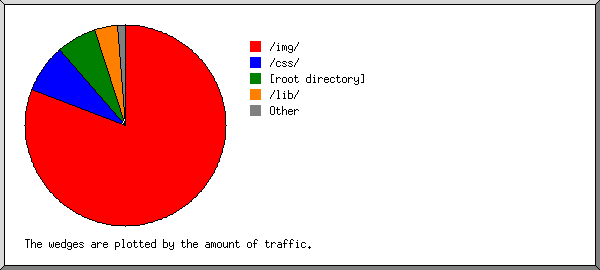 /img/
/css/
[root directory]
/lib/
Other
The wedges are plotted by the amount of traffic.